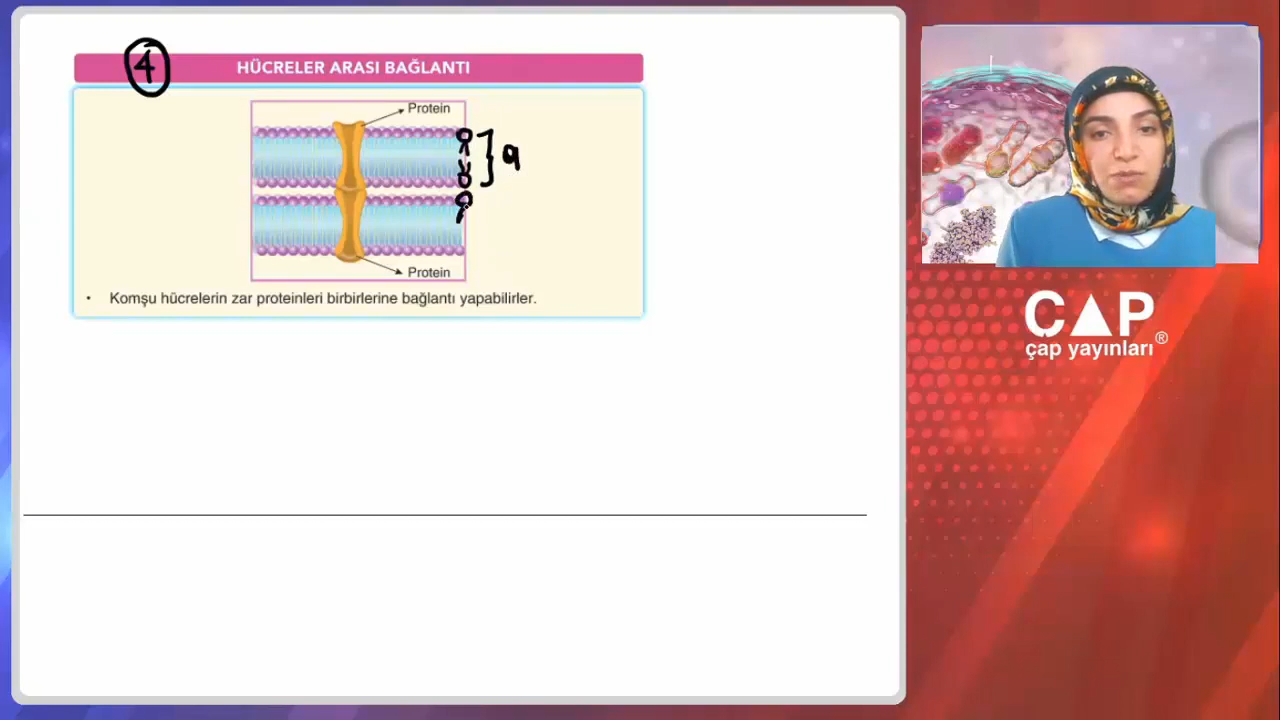 4
HÜCRELER ARASI BAĞLANTI
Protein
a
Protein
• Komşu hücrelerin zar proteinleri birbirlerine bağlantı yapabilirler.
ÇAP
çap yayınları®